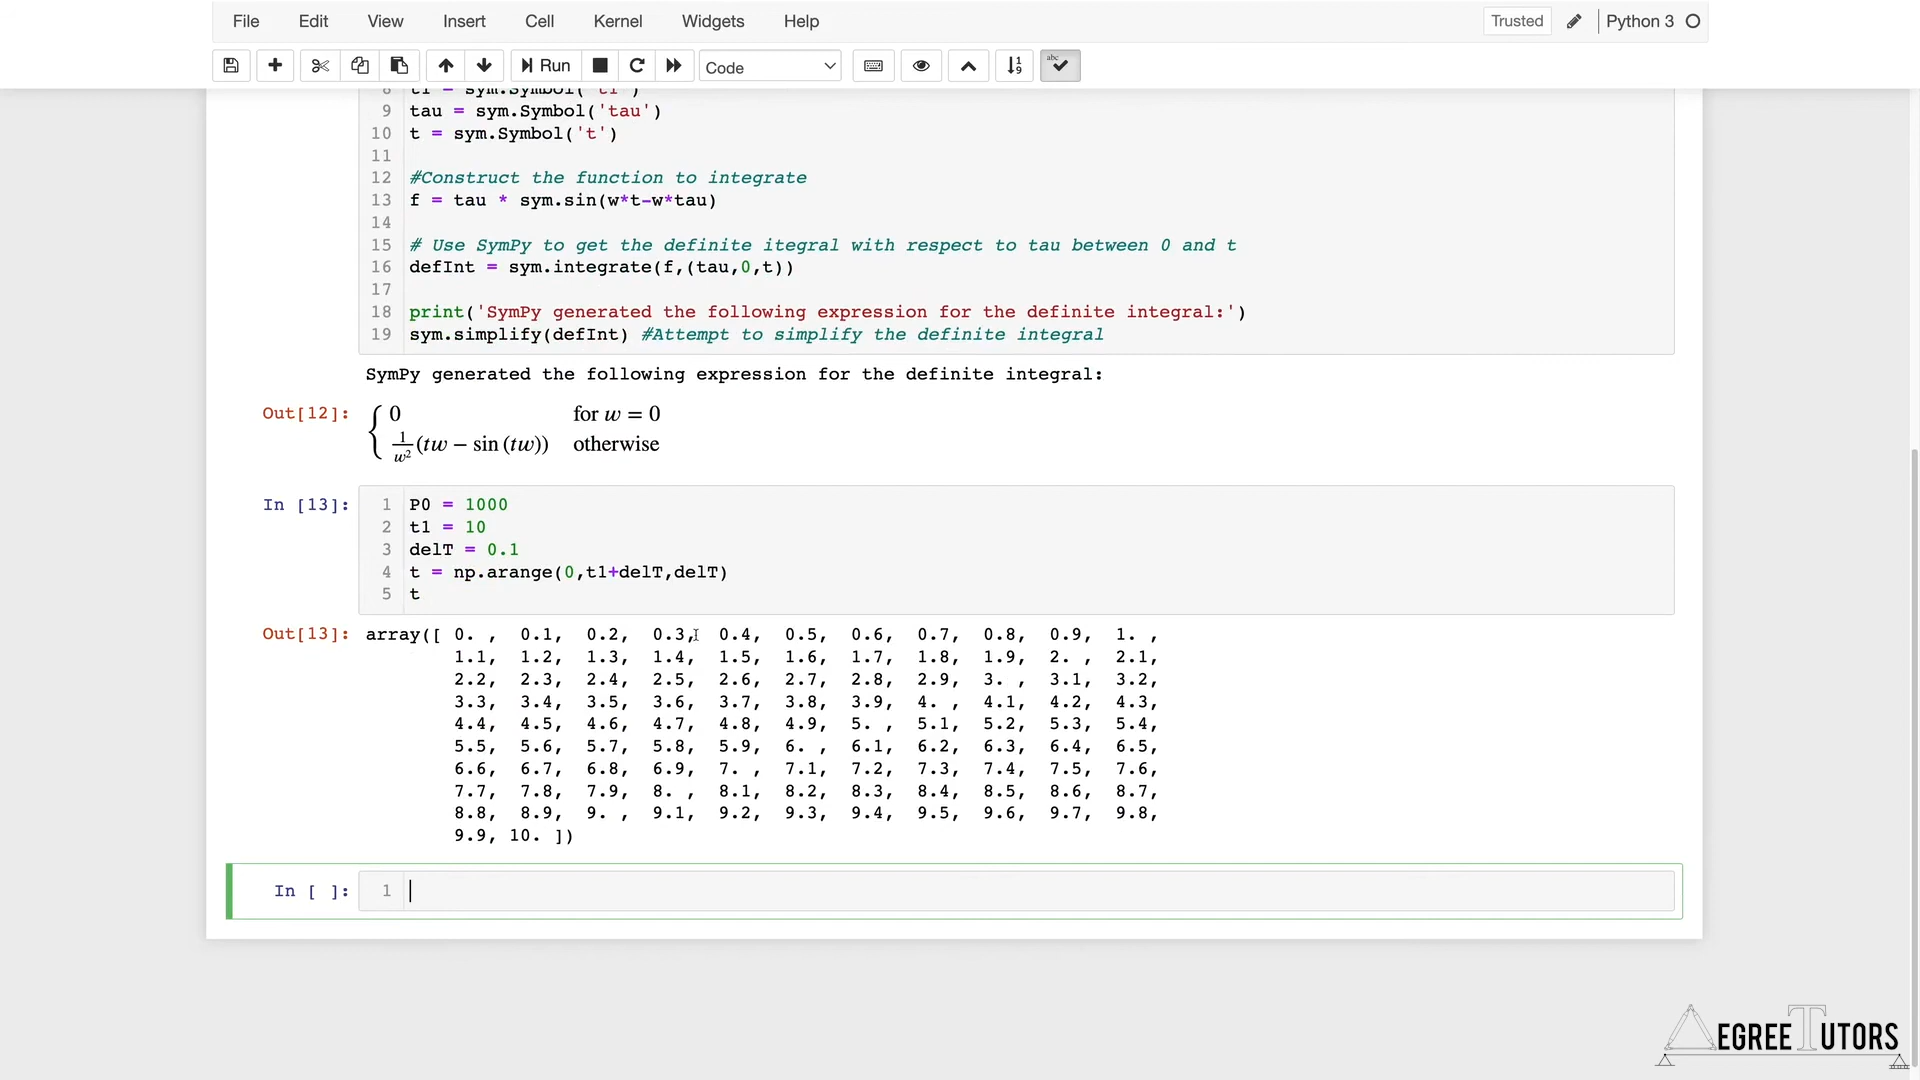 File Edit View Insert Cell Kernel Widgets Help Trusted Python 3
Run Code
8 t1 = sym.Symbol('t1')
9 tau = sym.Symbol('tau')
10 t = sym.Symbol('t')
11
12 #Construct the function to integrate
13 f = tau * sym.sin(w*t-w*tau)
14
15 # Use SymPy to get the definite itegral with respect to tau between 0 and t
16 defInt = sym.integrate(f,(tau,0,t))
17
18 print('SymPy generated the following expression for the definite integral:')
19 sym.simplify(defInt) #Attempt to simplify the definite integral
SymPy generated the following expression for the definite integral:
Out[12]: { 0 for w = 0
1/w² (tw − sin (tw)) otherwise
In [13]: 1 P0 = 1000
2 t1 = 10
3 delT = 0.1
4 t = np.arange(0,t1+delT,delT)
5 t
Out[13]: array([ 0. , 0.1, 0.2, 0.3, 0.4, 0.5, 0.6, 0.7, 0.8, 0.9, 1. ,
1.1, 1.2, 1.3, 1.4, 1.5, 1.6, 1.7, 1.8, 1.9, 2. , 2.1,
2.2, 2.3, 2.4, 2.5, 2.6, 2.7, 2.8, 2.9, 3. , 3.1, 3.2,
3.3, 3.4, 3.5, 3.6, 3.7, 3.8, 3.9, 4. , 4.1, 4.2, 4.3,
4.4, 4.5, 4.6, 4.7, 4.8, 4.9, 5. , 5.1, 5.2, 5.3, 5.4,
5.5, 5.6, 5.7, 5.8, 5.9, 6. , 6.1, 6.2, 6.3, 6.4, 6.5,
6.6, 6.7, 6.8, 6.9, 7. , 7.1, 7.2, 7.3, 7.4, 7.5, 7.6,
7.7, 7.8, 7.9, 8. , 8.1, 8.2, 8.3, 8.4, 8.5, 8.6, 8.7,
8.8, 8.9, 9. , 9.1, 9.2, 9.3, 9.4, 9.5, 9.6, 9.7, 9.8,
9.9, 10. ])
In [ ]: 1
DEGREE TUTORS